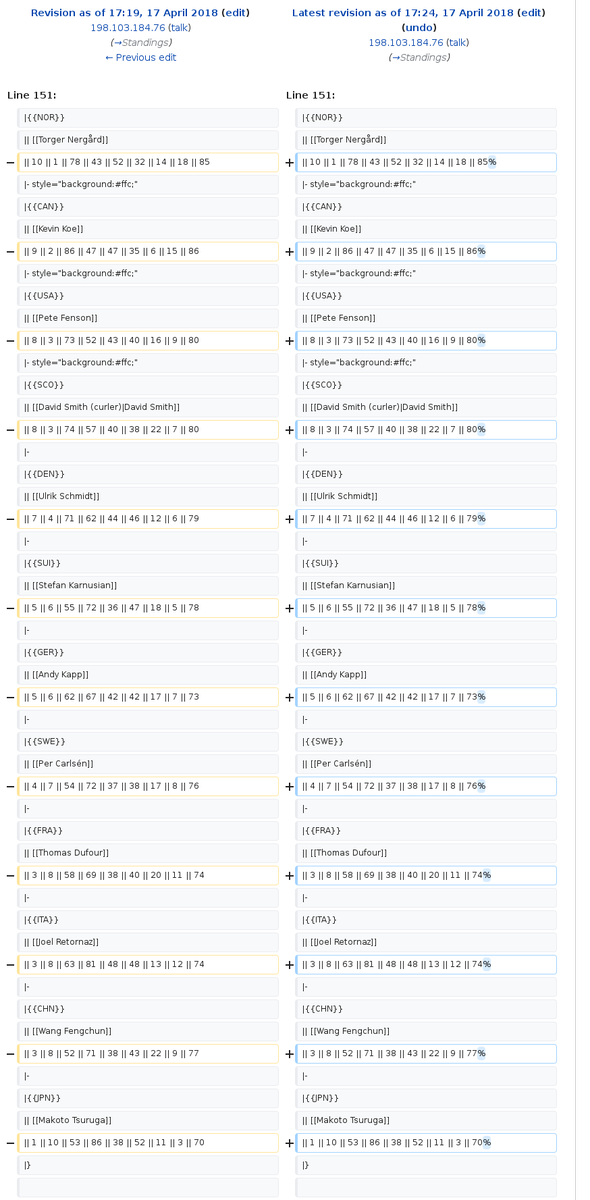 Revision as of 17:19, 17 April 2018 (edit)
198.103.184.76 (talk)
(→Standings)
← Previous edit
Line 151:
|{{NOR}}
|| [[Torger Nergård]]
− || 10 || 1 || 78 || 43 || 52 || 32 || 14 || 18 || 85
|- style="background:#ffc;"
|{{CAN}}
|| [[Kevin Koe]]
− || 9 || 2 || 86 || 47 || 47 || 35 || 6 || 15 || 86
|- style="background:#ffc;"
|{{USA}}
|| [[Pete Fenson]]
− || 8 || 3 || 73 || 52 || 43 || 40 || 16 || 9 || 80
|- style="background:#ffc;"
|{{SCO}}
|| [[David Smith (curler)|David Smith]]
− || 8 || 3 || 74 || 57 || 40 || 38 || 22 || 7 || 80
|-
|{{DEN}}
|| [[Ulrik Schmidt]]
− || 7 || 4 || 71 || 62 || 44 || 46 || 12 || 6 || 79
|-
|{{SUI}}
|| [[Stefan Karnusian]]
− || 5 || 6 || 55 || 72 || 36 || 47 || 18 || 5 || 78
|-
|{{GER}}
|| [[Andy Kapp]]
− || 5 || 6 || 62 || 67 || 42 || 42 || 17 || 7 || 73
|-
|{{SWE}}
|| [[Per Carlsén]]
− || 4 || 7 || 54 || 72 || 37 || 38 || 17 || 8 || 76
|-
|{{FRA}}
|| [[Thomas Dufour]]
− || 3 || 8 || 58 || 69 || 38 || 40 || 20 || 11 || 74
|-
|{{ITA}}
|| [[Joel Retornaz]]
− || 3 || 8 || 63 || 81 || 48 || 48 || 13 || 12 || 74
|-
|{{CHN}}
|| [[Wang Fengchun]]
− || 3 || 8 || 52 || 71 || 38 || 43 || 22 || 9 || 77
|-
|{{JPN}}
|| [[Makoto Tsuruga]]
− || 1 || 10 || 53 || 86 || 38 || 52 || 11 || 3 || 70
|}
Latest revision as of 17:24, 17 April 2018 (edit)
(undo)
198.103.184.76 (talk)
(→Standings)
Line 151:
|{{NOR}}
|| [[Torger Nergård]]
+ || 10 || 1 || 78 || 43 || 52 || 32 || 14 || 18 || 85%
|- style="background:#ffc;"
|{{CAN}}
|| [[Kevin Koe]]
+ || 9 || 2 || 86 || 47 || 47 || 35 || 6 || 15 || 86%
|- style="background:#ffc;"
|{{USA}}
|| [[Pete Fenson]]
+ || 8 || 3 || 73 || 52 || 43 || 40 || 16 || 9 || 80%
|- style="background:#ffc;"
|{{SCO}}
|| [[David Smith (curler)|David Smith]]
+ || 8 || 3 || 74 || 57 || 40 || 38 || 22 || 7 || 80%
|-
|{{DEN}}
|| [[Ulrik Schmidt]]
+ || 7 || 4 || 71 || 62 || 44 || 46 || 12 || 6 || 79%
|-
|{{SUI}}
|| [[Stefan Karnusian]]
+ || 5 || 6 || 55 || 72 || 36 || 47 || 18 || 5 || 78%
|-
|{{GER}}
|| [[Andy Kapp]]
+ || 5 || 6 || 62 || 67 || 42 || 42 || 17 || 7 || 73%
|-
|{{SWE}}
|| [[Per Carlsén]]
+ || 4 || 7 || 54 || 72 || 37 || 38 || 17 || 8 || 76%
|-
|{{FRA}}
|| [[Thomas Dufour]]
+ || 3 || 8 || 58 || 69 || 38 || 40 || 20 || 11 || 74%
|-
|{{ITA}}
|| [[Joel Retornaz]]
+ || 3 || 8 || 63 || 81 || 48 || 48 || 13 || 12 || 74%
|-
|{{CHN}}
|| [[Wang Fengchun]]
+ || 3 || 8 || 52 || 71 || 38 || 43 || 22 || 9 || 77%
|-
|{{JPN}}
|| [[Makoto Tsuruga]]
+ || 1 || 10 || 53 || 86 || 38 || 52 || 11 || 3 || 70%
|}